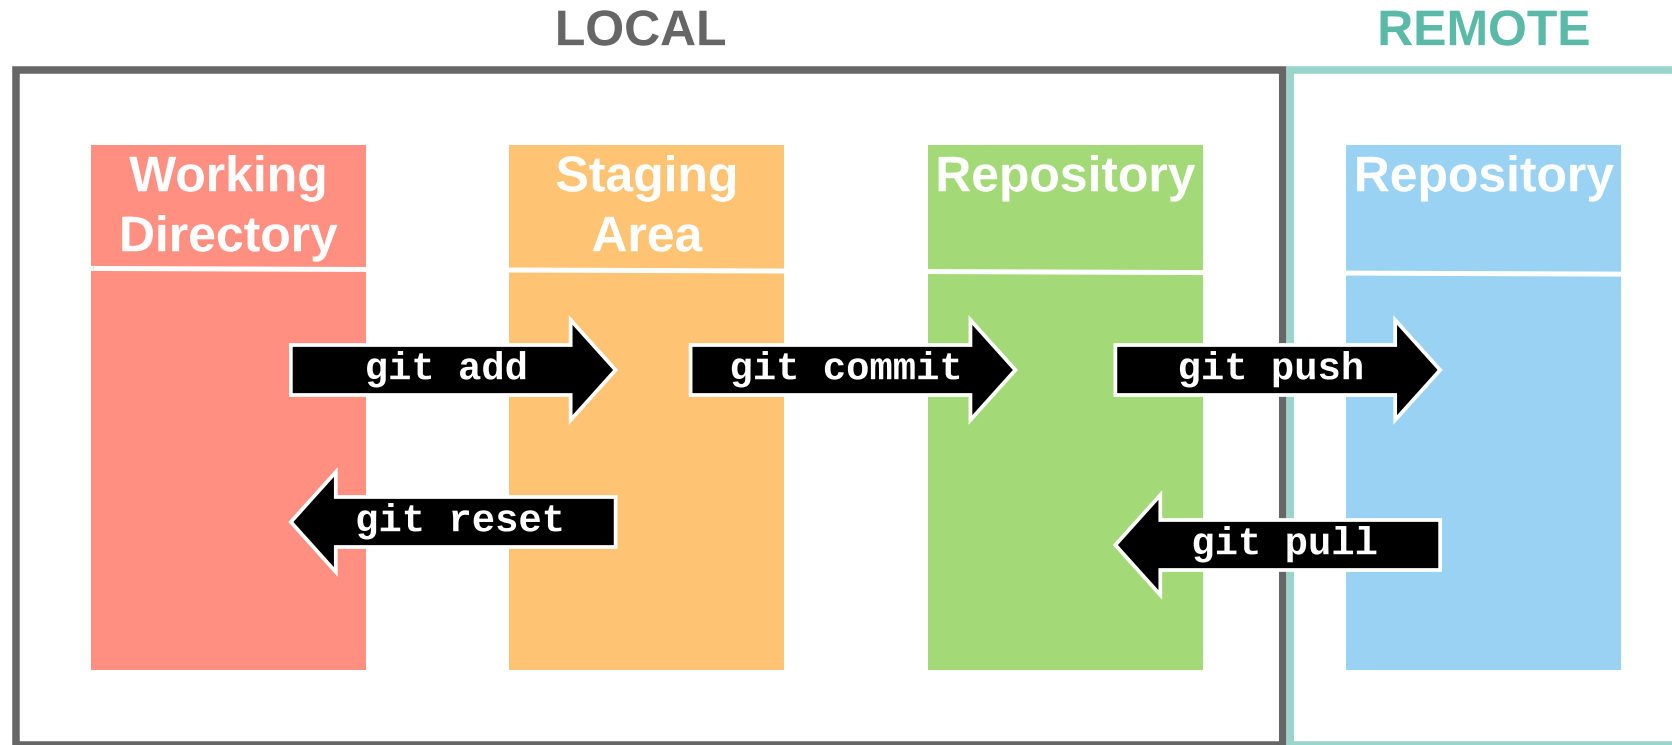 LOCAL
REMOTE
Working
Directory
Staging
Area
Repository
Repository
git add
git commit
git push
git reset
git pull